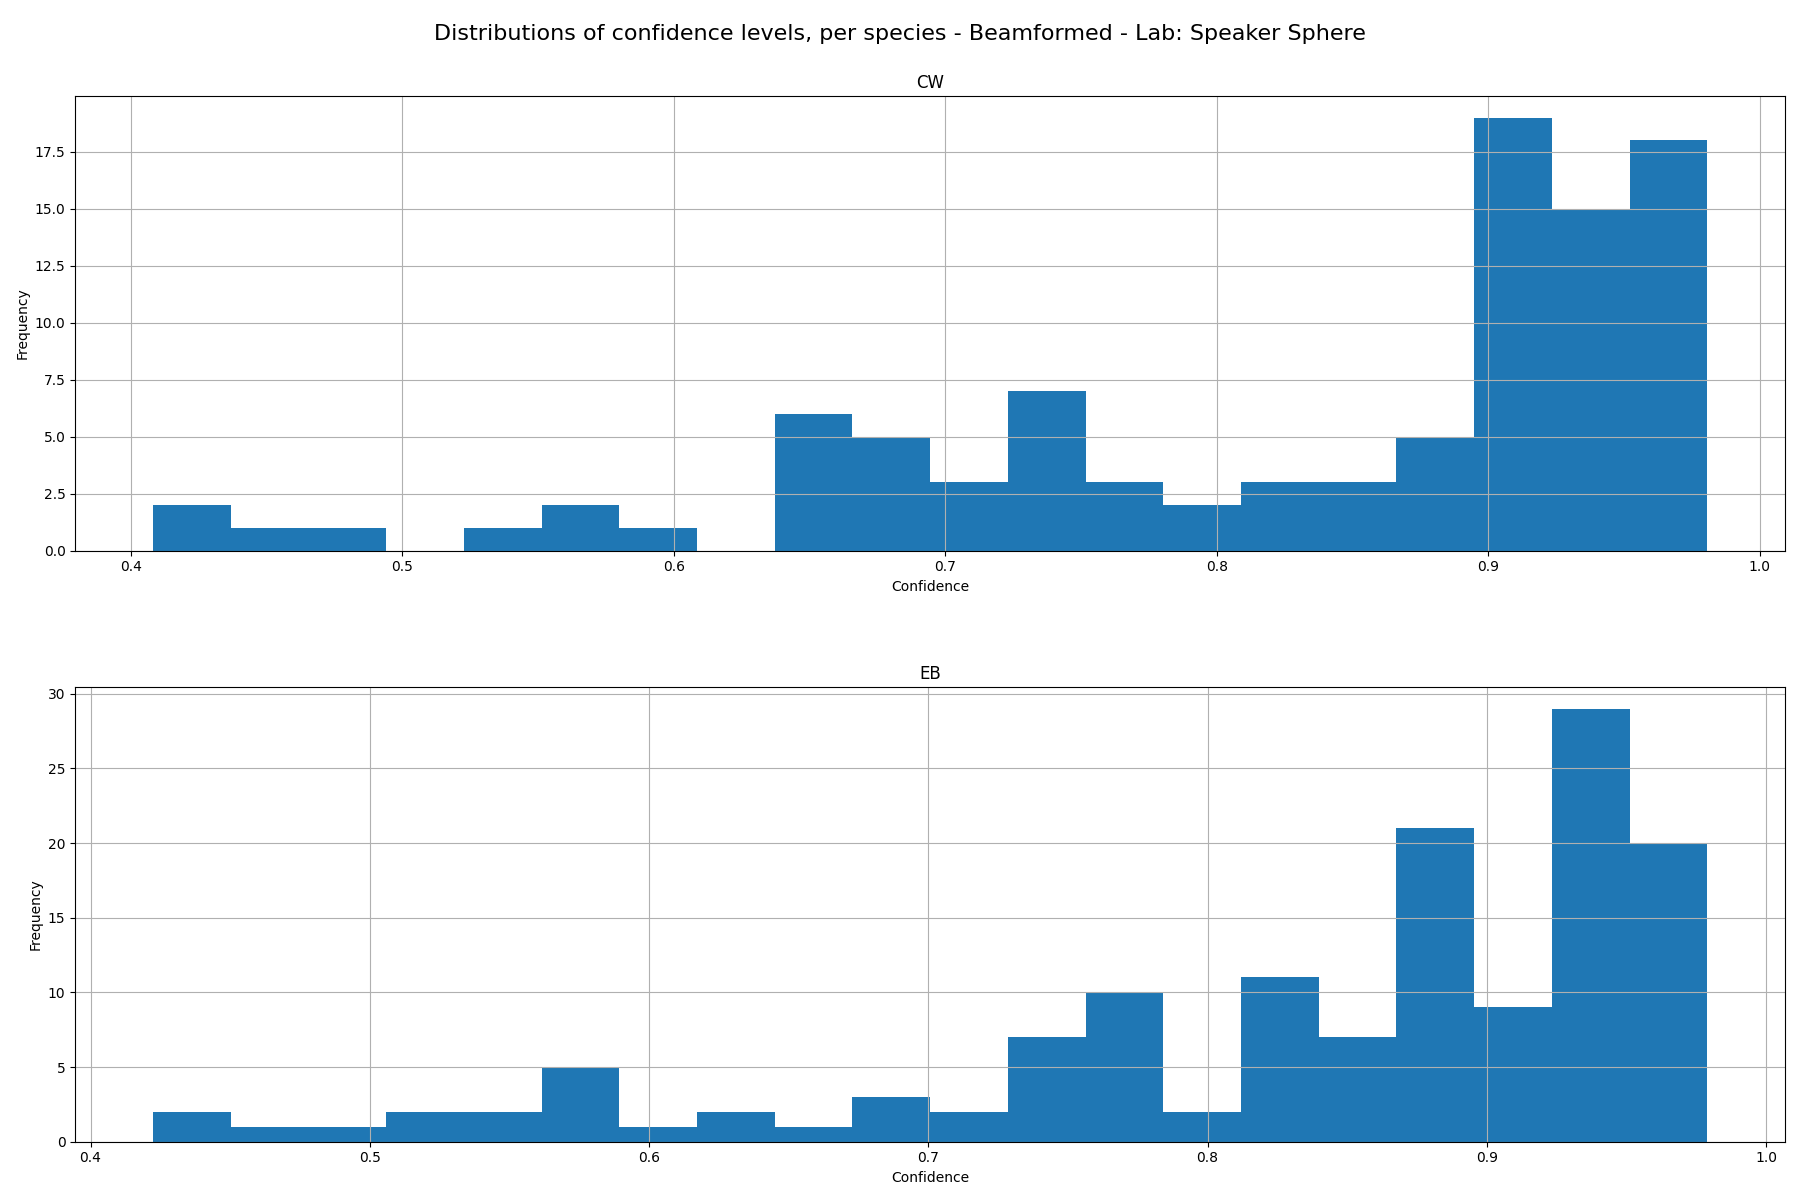 Distributions of confidence levels, per species - Beamformed - Lab: Speaker Sphere
CW
17.5
15.0
12.5
10.0
7.5
5.0
2.5
0.0
Frequency
0.4 0.5 0.6 0.7 0.8 0.9 1.0
Confidence
EB
30
25
20
15
10
5
0
Frequency
0.4 0.5 0.6 0.7 0.8 0.9 1.0
Confidence